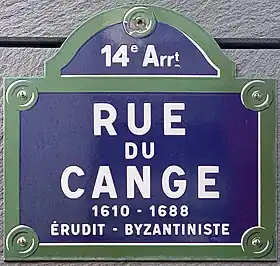 14e Arrt
RUE
DU
CANGE
1610 - 1688
ÉRUDIT - BYZANTINISTE